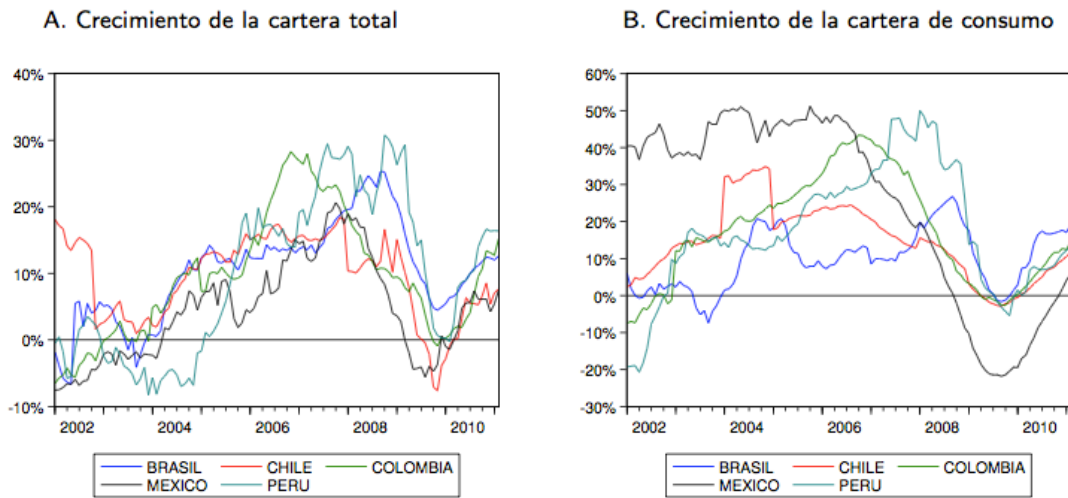 A. Crecimiento de la cartera total
40%
30%
20%
10%
0%
-10%
2002 2004 2006 2008 2010
BRASIL CHILE COLOMBIA
MEXICO PERU
B. Crecimiento de la cartera de consumo
60%
50%
40%
30%
20%
10%
0%
-10%
-20%
-30%
2002 2004 2006 2008 2010
BRASIL CHILE COLOMBIA
MEXICO PERU